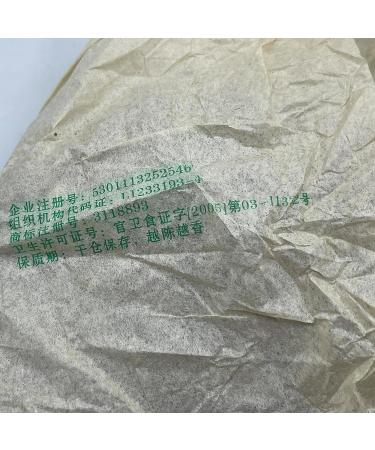 企业注册号：5301113252546
组织机构代码证：L1233193-4
商标注册号：3118893
卫生许可证号：官卫食证字[2005]第03-1132号
保质期：干仓保存 越陈越香